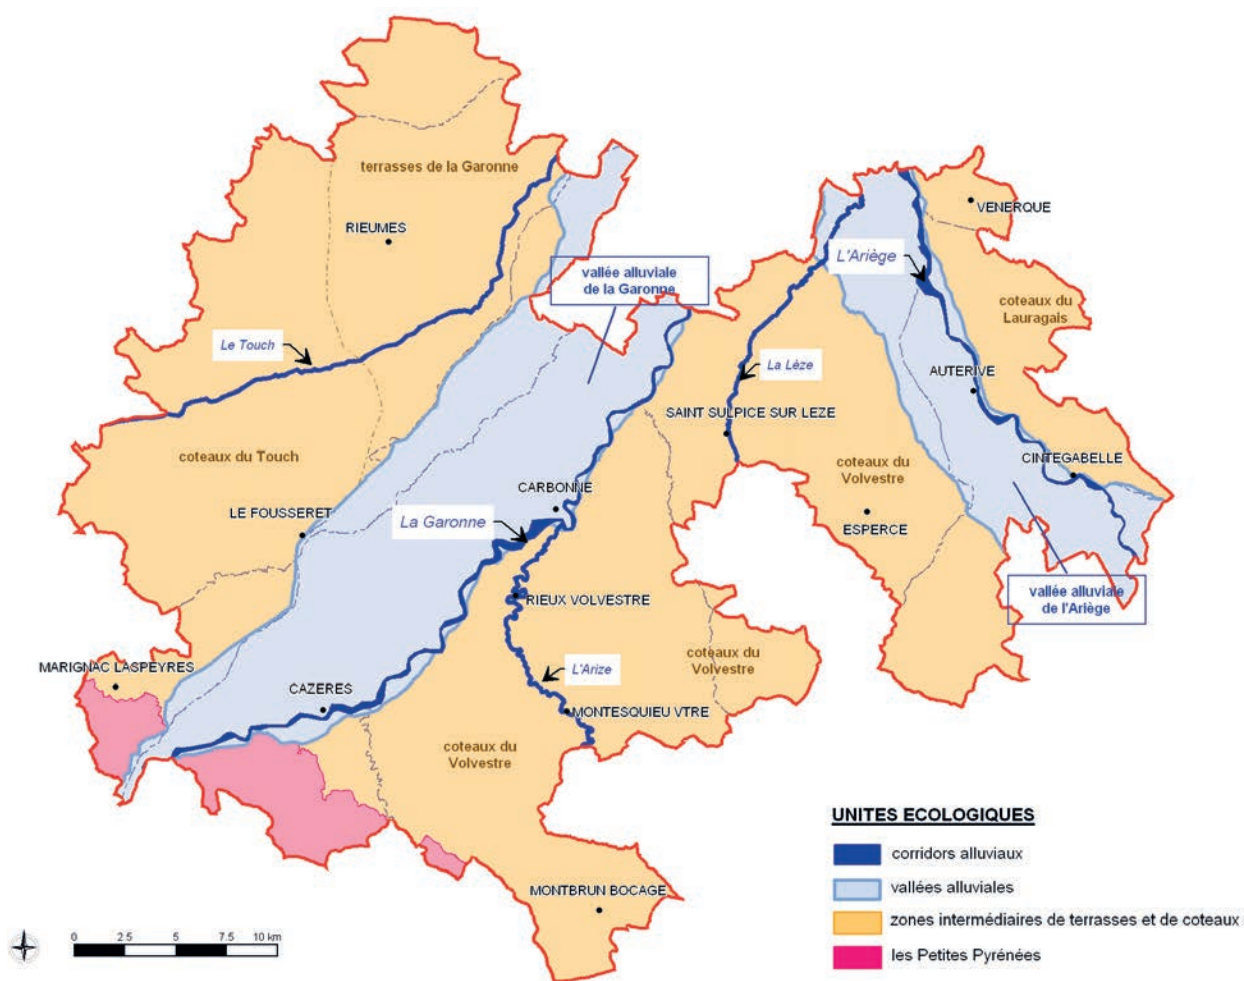 terrasses de la Garonne
VENERQUE
RIEUMES
L'Ariège
vallée alluviale
de la Garonne
coteaux du
Lauragais
Le Touch
La Lèze
AUTERIVE
SAINT SULPICE SUR LEZE
coteaux du Touch
CINTEGABELLE
coteaux du
Volvestre
CARBONNE
LE FOUSSERET
La Garonne
ESPERCE
vallée alluviale
de l'Ariège
RIEUX VOLVESTRE
MARIGNAC LASPEYRES
L'Arize
coteaux du
Volvestre
CAZERES
MONTESQUIEU VTRE
coteaux du
Volvestre
UNITES ECOLOGIQUES
corridors alluviaux
vallées alluviales
MONTBRUN BOCAGE
zones intermédiaires de terrasses et de coteaux
0 2.5 5 7.5 10 km
les Petites Pyrénées